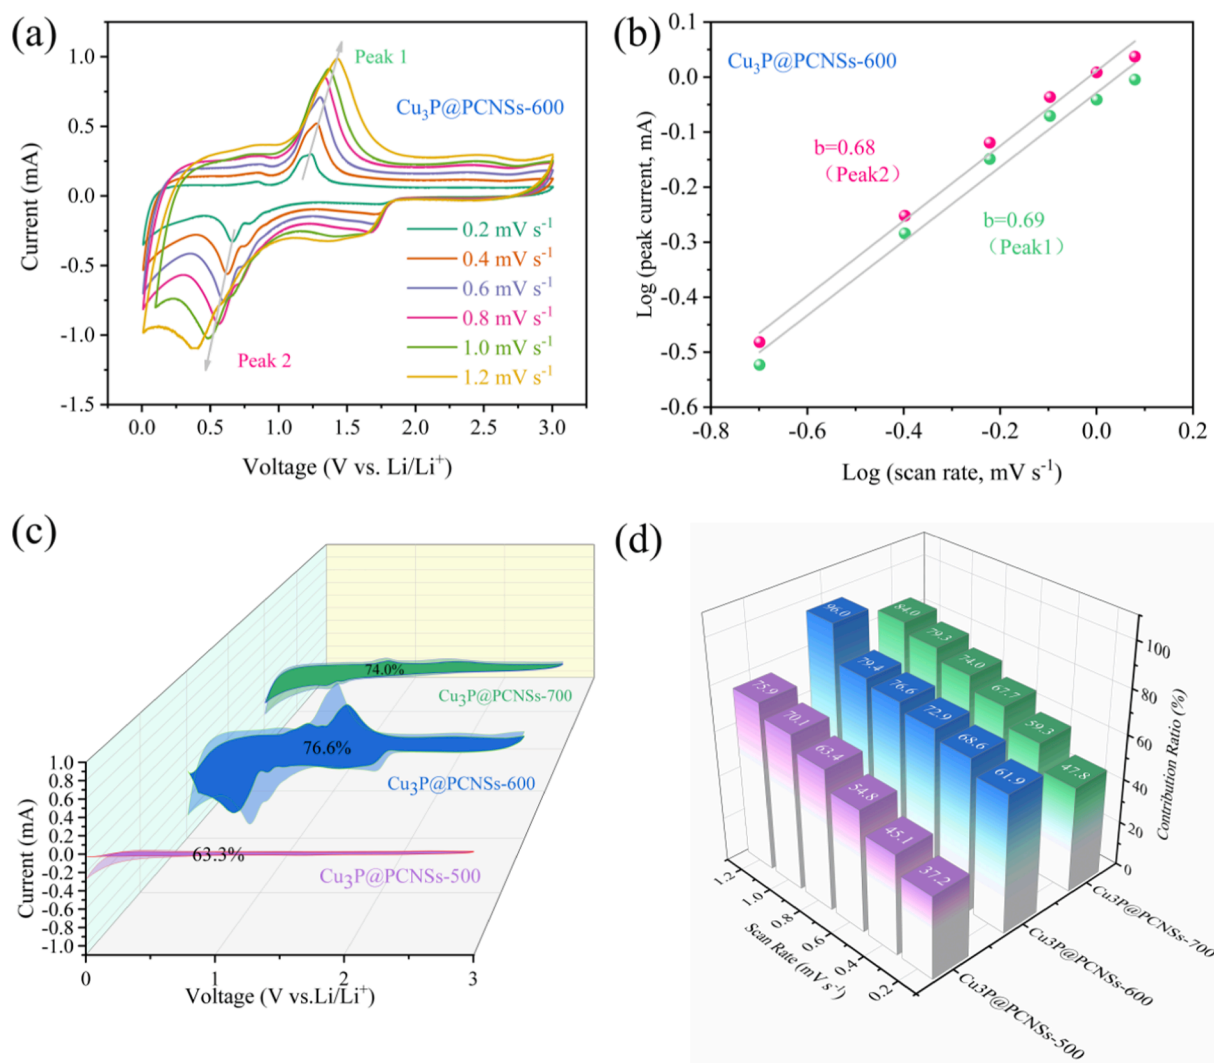 (a)
1.0
0.5
0.0
-0.5
-1.0
-1.5
Current (mA)
Peak 1
Cu₃P@PCNSs-600
Peak 2
0.2 mV s⁻¹
0.4 mV s⁻¹
0.6 mV s⁻¹
0.8 mV s⁻¹
1.0 mV s⁻¹
1.2 mV s⁻¹
0.0 0.5 1.0 1.5 2.0 2.5 3.0
Voltage (V vs. Li/Li⁺)
(b)
0.1
0.0
-0.1
-0.2
-0.3
-0.4
-0.5
-0.6
Log (peak current, mA)
Cu₃P@PCNSs-600
b=0.68
（Peak2）
b=0.69
（Peak1）
-0.8 -0.6 -0.4 -0.2 0.0 0.2
Log (scan rate, mV s⁻¹)
(c)
74.0%
Cu₃P@PCNSs-700
76.6%
Cu₃P@PCNSs-600
63.3%
Cu₃P@PCNSs-500
1.0
0.8
0.6
0.4
0.2
0.0
-0.2
-0.4
-0.6
-0.8
-1.0
Current (mA)
0 1 2 3
Voltage (V vs.Li/Li⁺)
(d)
96.0 79.4 76.6 72.9 68.6 61.9
84.0 79.3 74.0 67.7 59.3 47.8
75.9 70.1 63.4 54.8 45.1 37.2
100
80
60
40
20
0
Contribution Ratio (%)
1.2 1.0 0.8 0.6 0.4 0.2
Scan Rate (mV s⁻¹)
Cu3P@PCNSs-700
Cu3P@PCNSs-600
Cu3P@PCNSs-500